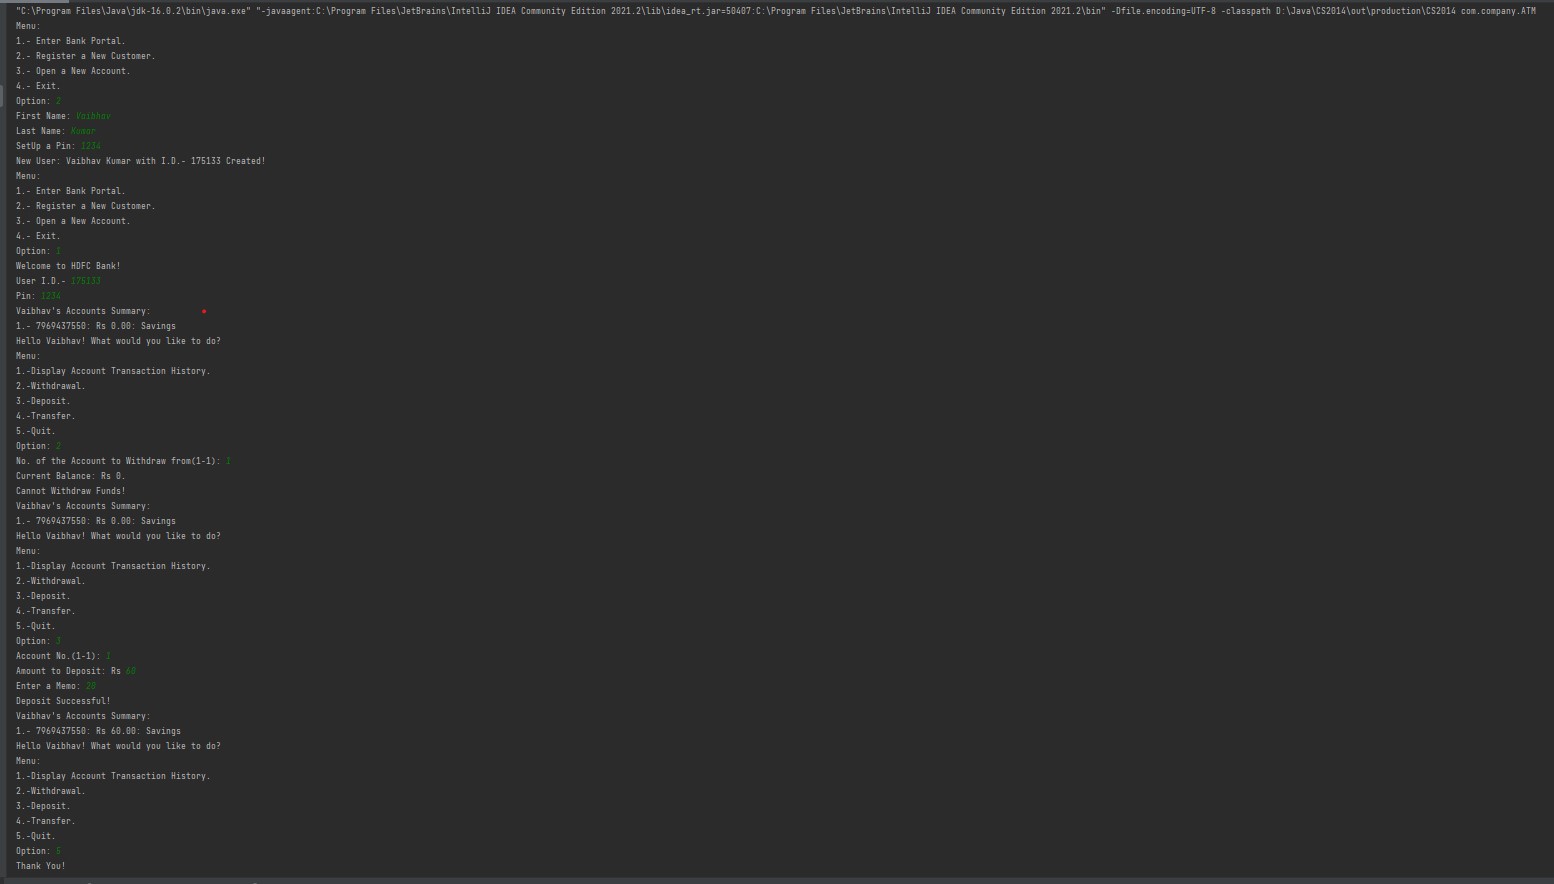 "C:\Program Files\Java\jdk-16.0.2\bin\java.exe" "-javaagent:C:\Program Files\JetBrains\IntelliJ IDEA Community Edition 2021.2\lib\idea_rt.jar=50407:C:\Program Files\JetBrains\IntelliJ IDEA Community Edition 2021.2\bin" -Dfile.encoding=UTF-8 -classpath D:\Java\CS2014\out\production\CS2014 com.company.ATM
Menu:
1.- Enter Bank Portal.
2.- Register a New Customer.
3.- Open a New Account.
4.- Exit.
Option: 2
First Name: Vaibhav
Last Name: Kumar
SetUp a Pin: 1234
New User: Vaibhav Kumar with I.D.- 175133 Created!
Menu:
1.- Enter Bank Portal.
2.- Register a New Customer.
3.- Open a New Account.
4.- Exit.
Option: 1
Welcome to HDFC Bank!
User I.D.- 175133
Pin: 1234
Vaibhav's Accounts Summary:
1.- 7969437550: Rs 0.00: Savings
Hello Vaibhav! What would you like to do?
Menu:
1.-Display Account Transaction History.
2.-Withdrawal.
3.-Deposit.
4.-Transfer.
5.-Quit.
Option: 2
No. of the Account to Withdraw from(1-1): 1
Current Balance: Rs 0.
Cannot Withdraw Funds!
Vaibhav's Accounts Summary:
1.- 7969437550: Rs 0.00: Savings
Hello Vaibhav! What would you like to do?
Menu:
1.-Display Account Transaction History.
2.-Withdrawal.
3.-Deposit.
4.-Transfer.
5.-Quit.
Option: 3
Account No.(1-1): 1
Amount to Deposit: Rs 60
Enter a Memo: 20
Deposit Successful!
Vaibhav's Accounts Summary:
1.- 7969437550: Rs 60.00: Savings
Hello Vaibhav! What would you like to do?
Menu:
1.-Display Account Transaction History.
2.-Withdrawal.
3.-Deposit.
4.-Transfer.
5.-Quit.
Option: 5
Thank You!